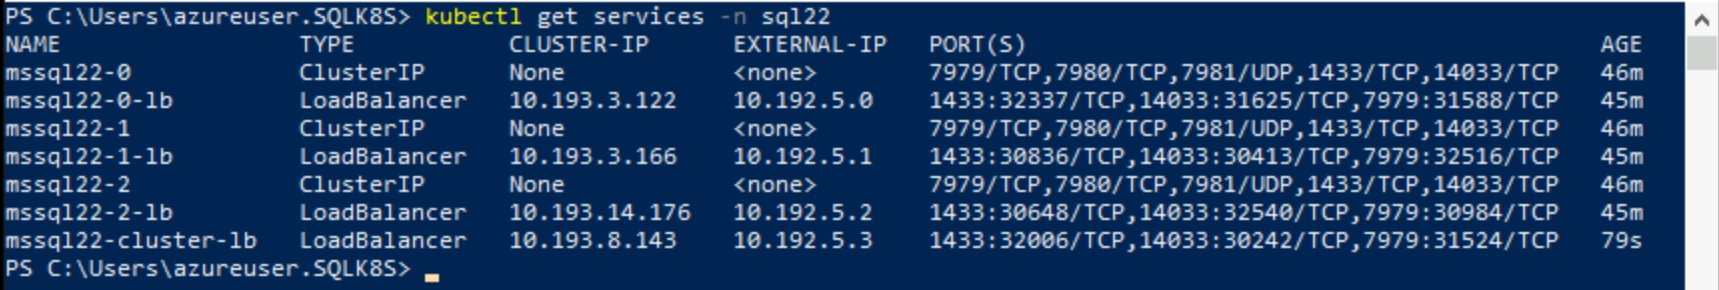 PS C:\Users\azureuser.SQLK8S> kubectl get services -n sql22
NAME TYPE CLUSTER-IP EXTERNAL-IP PORT(S) AGE
mssql22-0 ClusterIP None <none> 7979/TCP,7980/TCP,7981/UDP,1433/TCP,14033/TCP 46m
mssql22-0-lb LoadBalancer 10.193.3.122 10.192.5.0 1433:32337/TCP,14033:31625/TCP,7979:31588/TCP 45m
mssql22-1 ClusterIP None <none> 7979/TCP,7980/TCP,7981/UDP,1433/TCP,14033/TCP 46m
mssql22-1-lb LoadBalancer 10.193.3.166 10.192.5.1 1433:30836/TCP,14033:30413/TCP,7979:32516/TCP 45m
mssql22-2 ClusterIP None <none> 7979/TCP,7980/TCP,7981/UDP,1433/TCP,14033/TCP 46m
mssql22-2-lb LoadBalancer 10.193.14.176 10.192.5.2 1433:30648/TCP,14033:32540/TCP,7979:30984/TCP 45m
mssql22-cluster-lb LoadBalancer 10.193.8.143 10.192.5.3 1433:32006/TCP,14033:30242/TCP,7979:31524/TCP 79s
PS C:\Users\azureuser.SQLK8S>